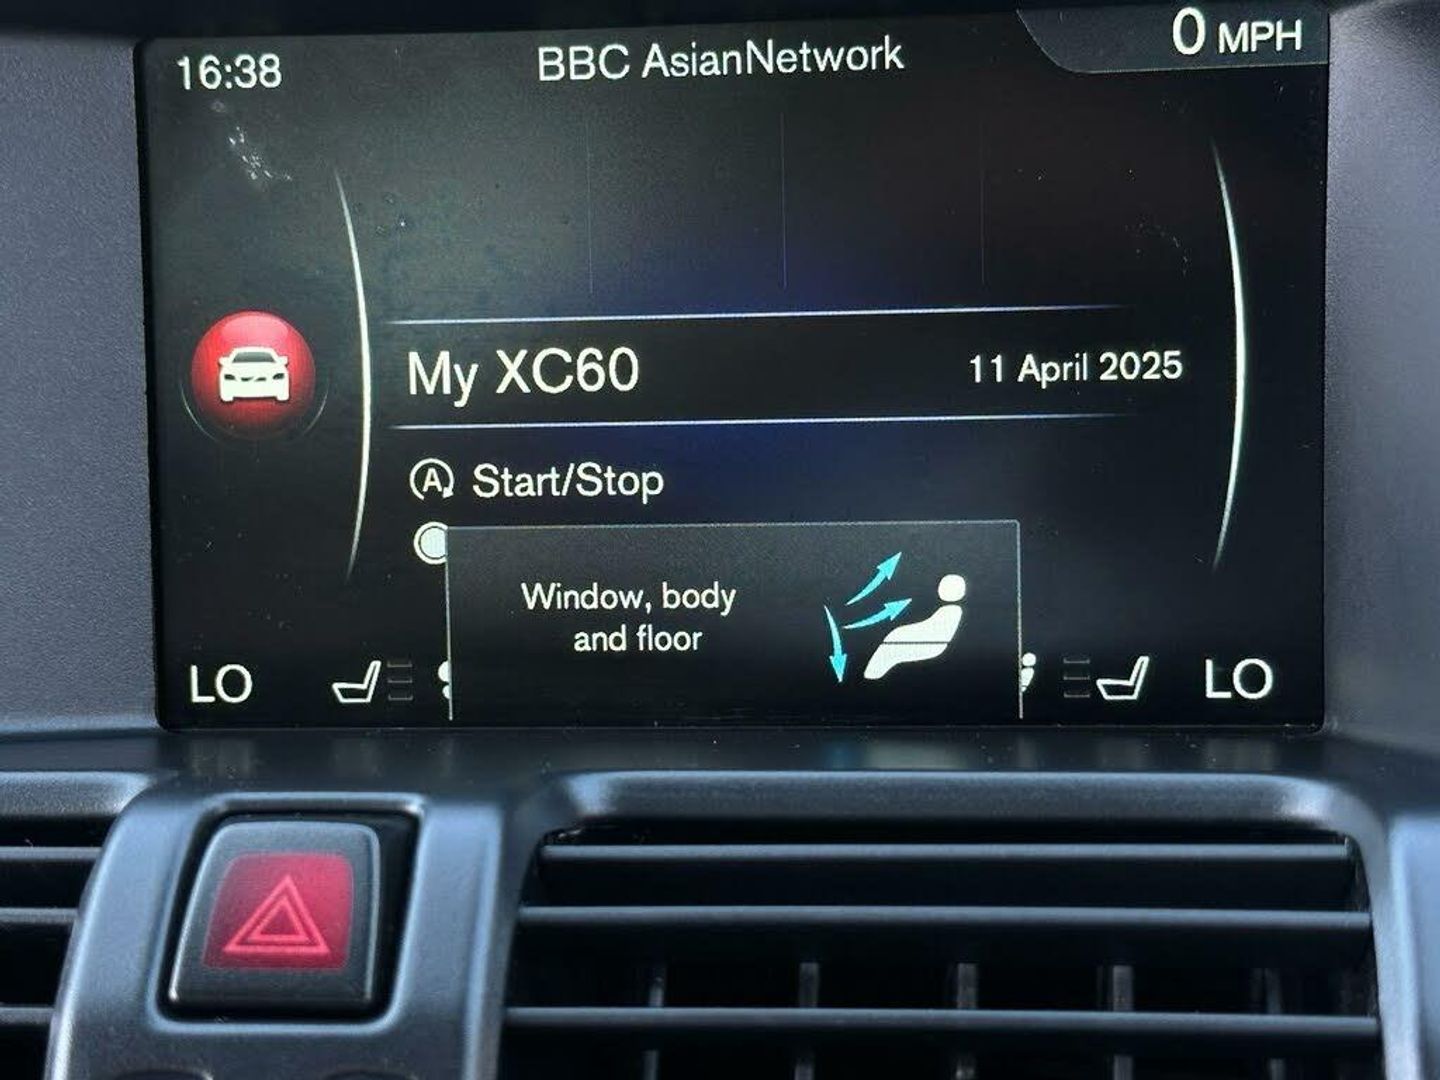 16:38
BBC AsianNetwork
0 MPH
My XC60
11 April 2025
A Start/Stop
Window, body
and floor
LO
LO